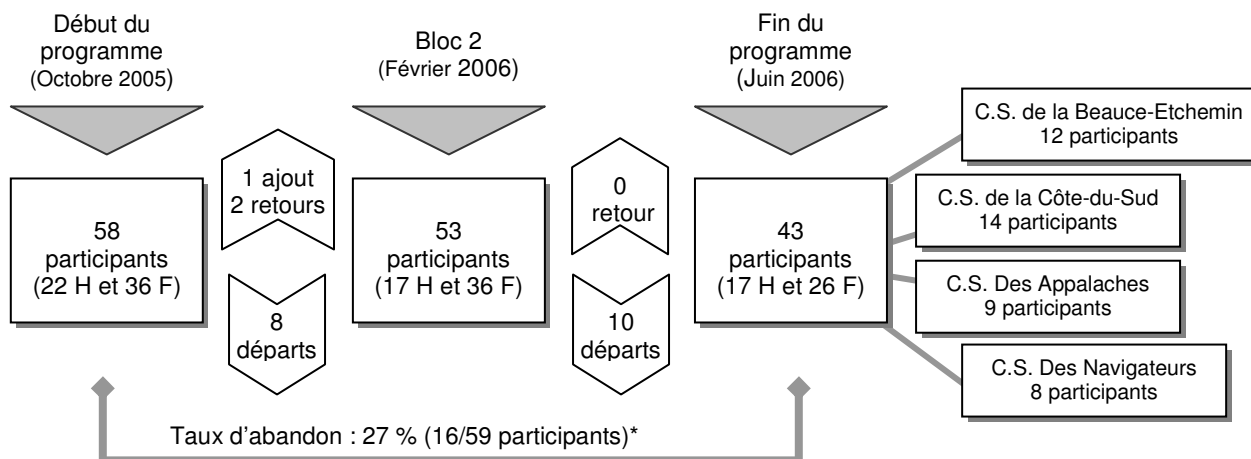 Début du
programme
(Octobre 2005)
Bloc 2
(Février 2006)
Fin du
programme
(Juin 2006)
58
participants
(22 H et 36 F)
1 ajout
2 retours
8
départs
53
participants
(17 H et 36 F)
0
retour
10
départs
43
participants
(17 H et 26 F)
C.S. de la Beauce-Etchemin
12 participants
C.S. de la Côte-du-Sud
14 participants
C.S. Des Appalaches
9 participants
C.S. Des Navigateurs
8 participants
Taux d'abandon : 27 % (16/59 participants)*